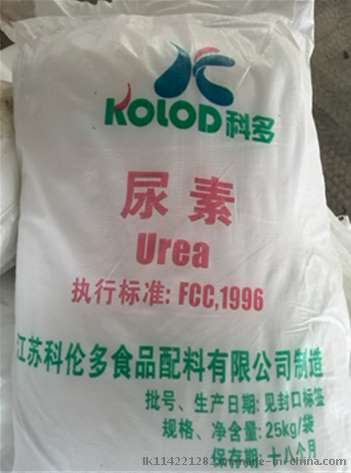 KOLOD科多
尿素
Urea
执行标准: FCC,1996
江苏科伦多食品配料有限公司制造
批号、生产日期: 见封口标签
规格、净含量: 25kg/袋
保存期: 十八个月